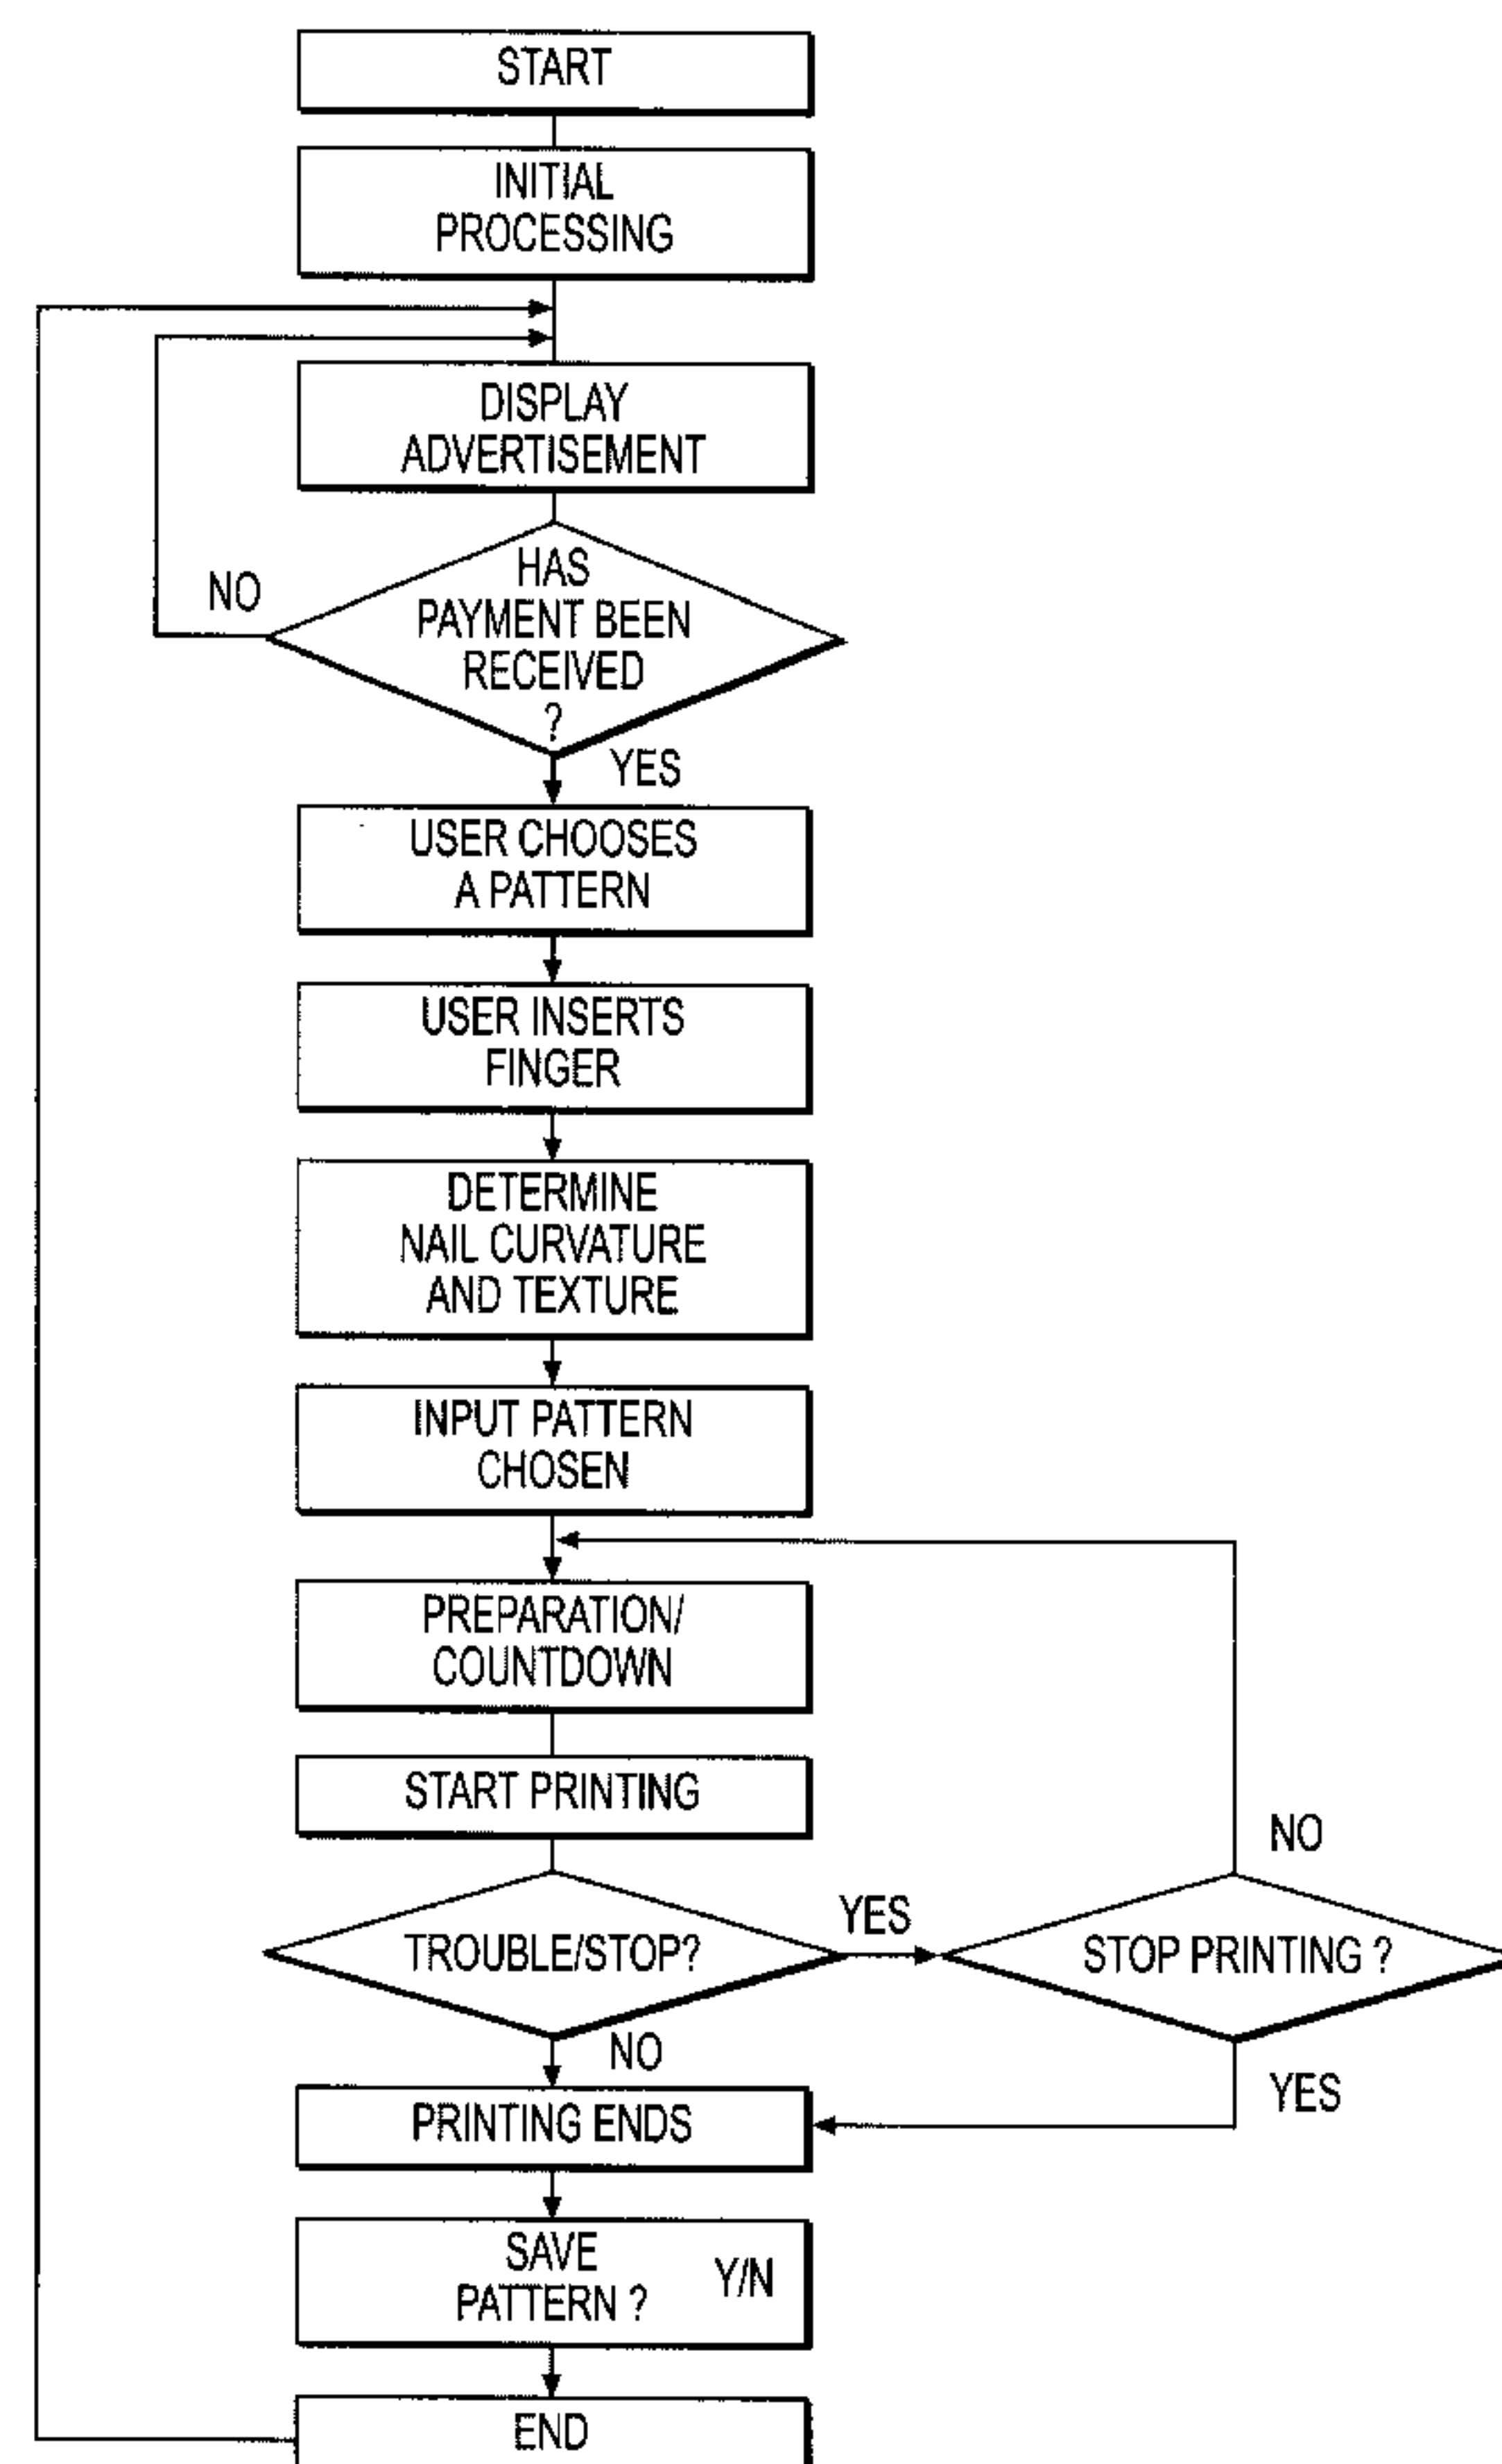 START
INITIAL
PROCESSING
DISPLAY
ADVERTISEMENT
HAS
PAYMENT BEEN
RECEIVED
?
NO
YES
USER CHOOSES
A PATTERN
USER INSERTS
FINGER
DETERMINE
NAIL CURVATURE
AND TEXTURE
INPUT PATTERN
CHOSEN
PREPARATION/
COUNTDOWN
START PRINTING
NO
TROUBLE/STOP?
YES
STOP PRINTING ?
NO
YES
PRINTING ENDS
SAVE
PATTERN ?
Y/N
END